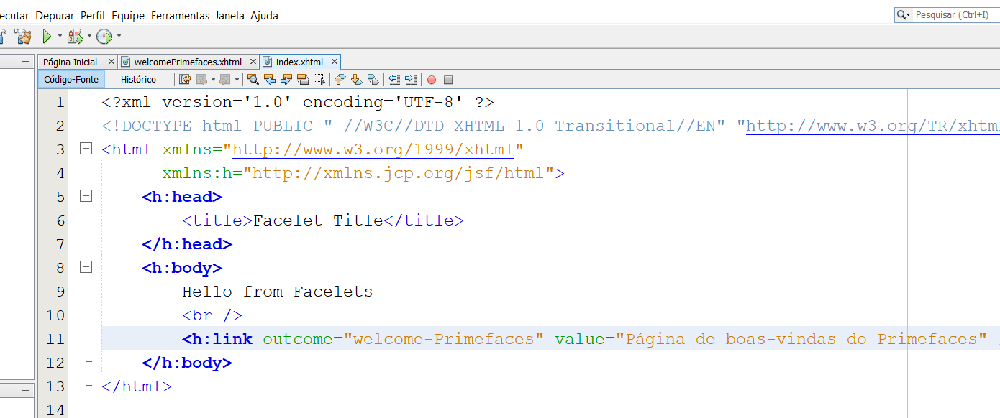 Depurar Perfil Equipe Ferramentas Janela Ajuda
Pesquisar (Ctrl+I)
Página Inicial welcomePrimefaces.xhtml index.xhtml
Código-Fonte Histórico
1 <?xml version='1.0' encoding='UTF-8' ?>
2 <!DOCTYPE html PUBLIC "-//W3C//DTD XHTML 1.0 Transitional//EN" "http://www.w3.org/TR/xhtml
3 <html xmlns="http://www.w3.org/1999/xhtml"
4 xmlns:h="http://xmlns.jcp.org/jsf/html">
5 <h:head>
6 <title>Facelet Title</title>
7 </h:head>
8 <h:body>
9 Hello from Facelets
10 <br />
11 <h:link outcome="welcome-Primefaces" value="Página de boas-vindas do Primefaces"
12 </h:body>
13 </html>
14